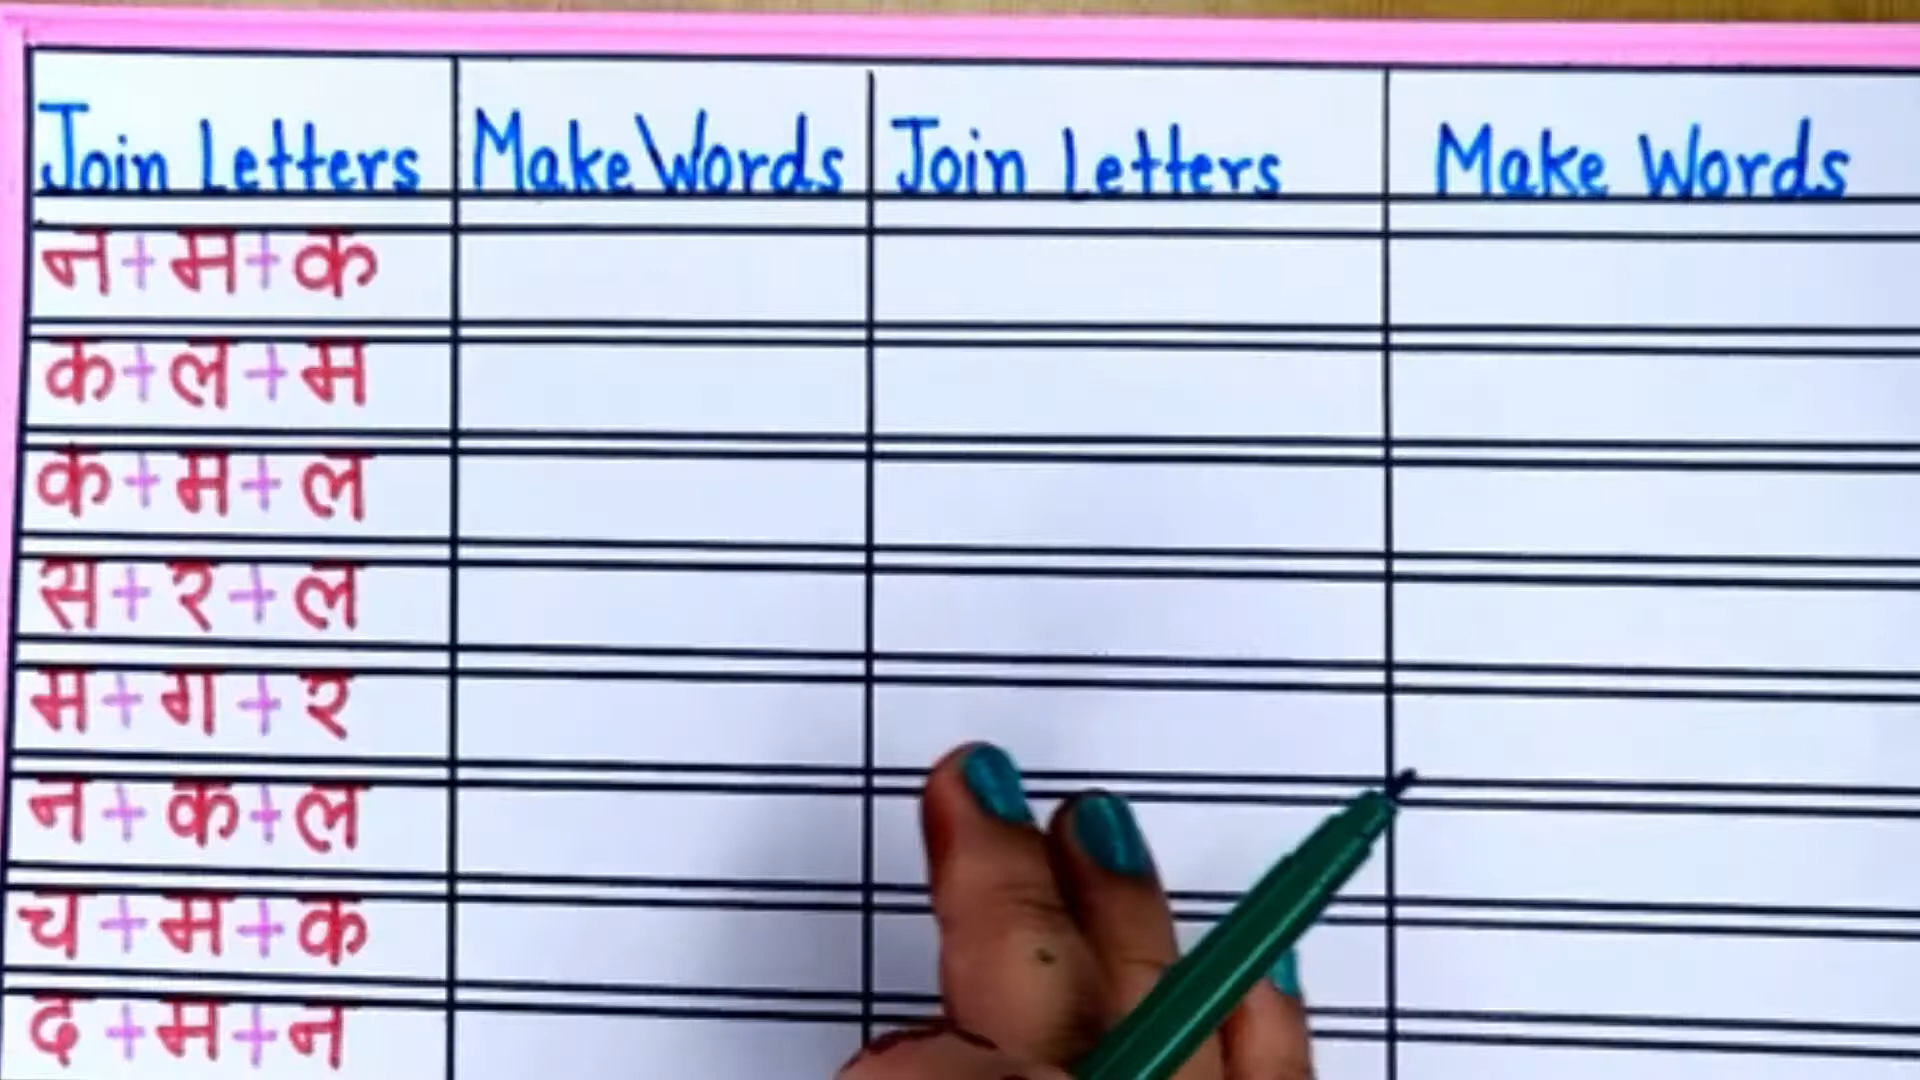 Join Letters Make Words Join Letters Make Words
न+म+क
क+ल+म
क+म+ल
स+र+ल
म+ग+र
न+क+ल
च+म+क
द+म+न